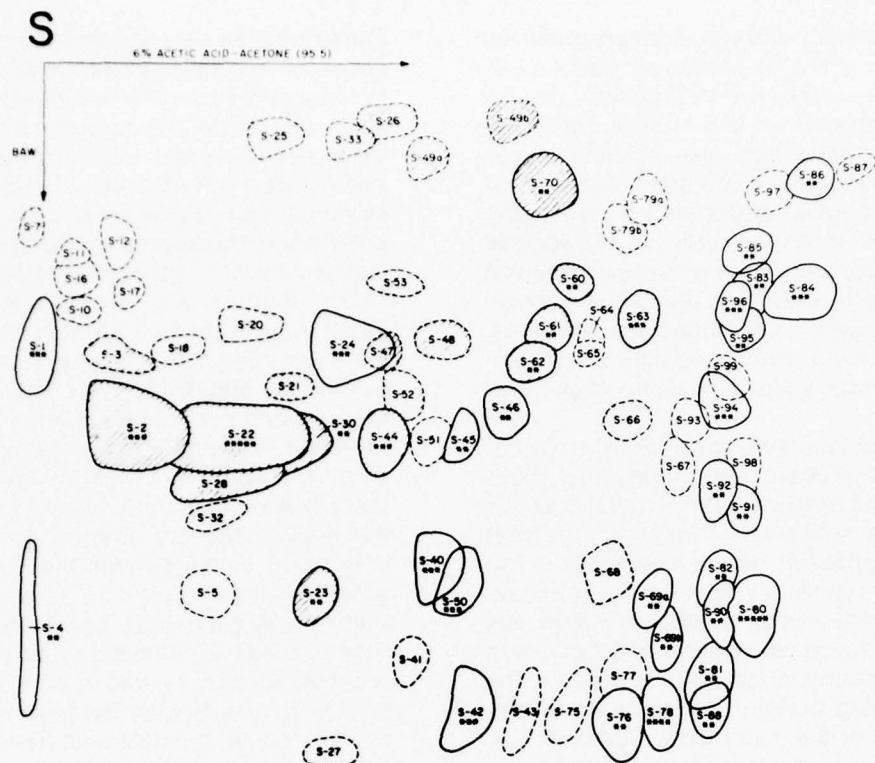 S
6% ACETIC ACID-ACETONE (95:5)
BAW
S-25
S-33
S-26
S-49a
S-49b
S-70
**
S-79a
S-79b
S-97
S-86
**
S-87
S-7
S-11
S-12
S-16
S-17
S-10
S-1
***
S-3
S-18
S-20
S-21
S-24
***
S-47
S-53
S-48
S-52
S-60
**
S-61
**
S-62
**
S-64
S-65
S-63
***
S-85
**
S-83
**
S-84
***
S-96
***
S-95
**
S-99
S-94
***
S-93
S-2
***
S-22
***
S-30
**
S-28
S-32
S-44
***
S-51
S-45
**
S-46
**
S-66
S-67
S-98
S-92
**
S-91
**
S-4
**
S-5
S-23
**
S-40
***
S-50
***
S-41
S-68
S-69a
**
S-69b
**
S-82
**
S-90
**
S-80
*****
S-81
**
S-88
**
S-27
S-42
***
S-43
S-75
S-77
S-76
**
S-78
****